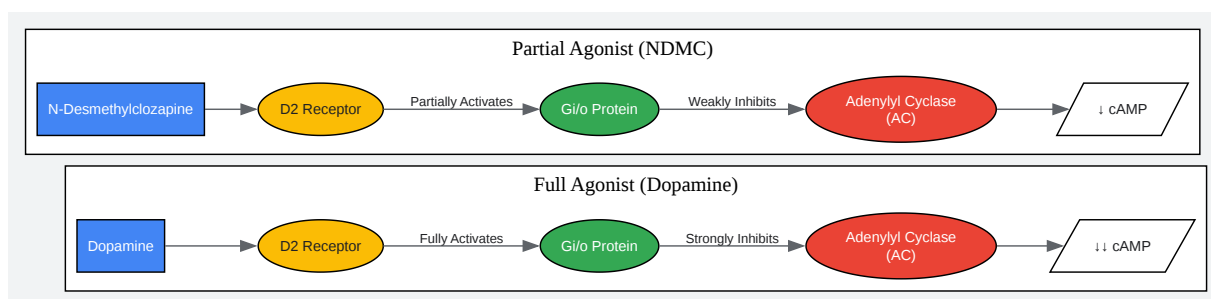 Partial Agonist (NDMC)
N-Desmethylclozapine
D2 Receptor
Partially Activates
Gi/o Protein
Weakly Inhibits
Adenylyl Cyclase
(AC)
↓ cAMP
Full Agonist (Dopamine)
Dopamine
D2 Receptor
Fully Activates
Gi/o Protein
Strongly Inhibits
Adenylyl Cyclase
(AC)
↓↓ cAMP